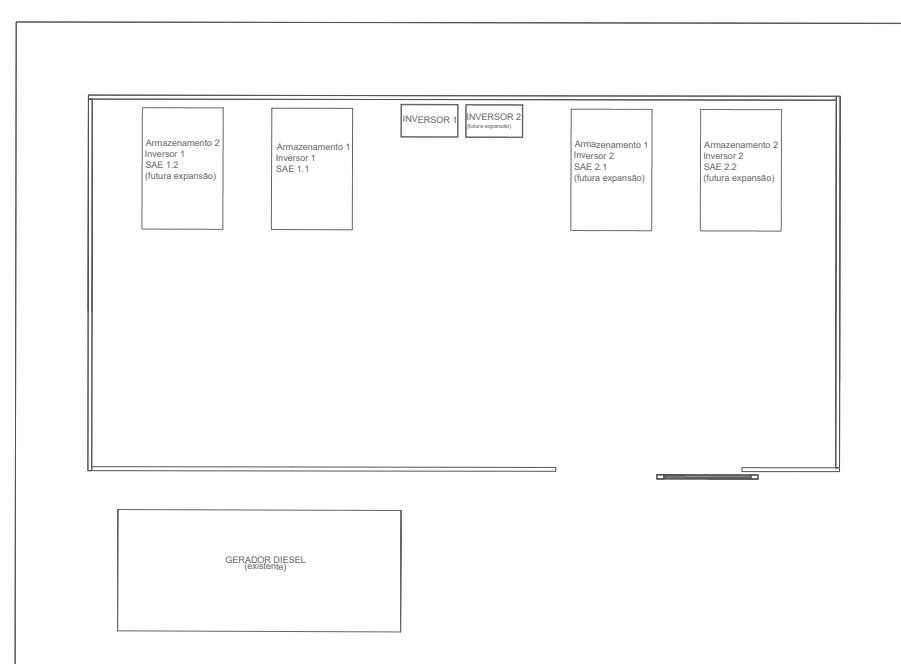 Armazenamento 2
Inversor 1
SAE 1.2
(futura expansão)
Armazenamento 1
Inversor 1
SAE 1.1
INVERSOR 1
INVERSOR 2
(futura expansão)
Armazenamento 1
Inversor 2
SAE 2.1
(futura expansão)
Armazenamento 2
Inversor 2
SAE 2.2
(futura expansão)
GERADOR DIESEL
(existente)